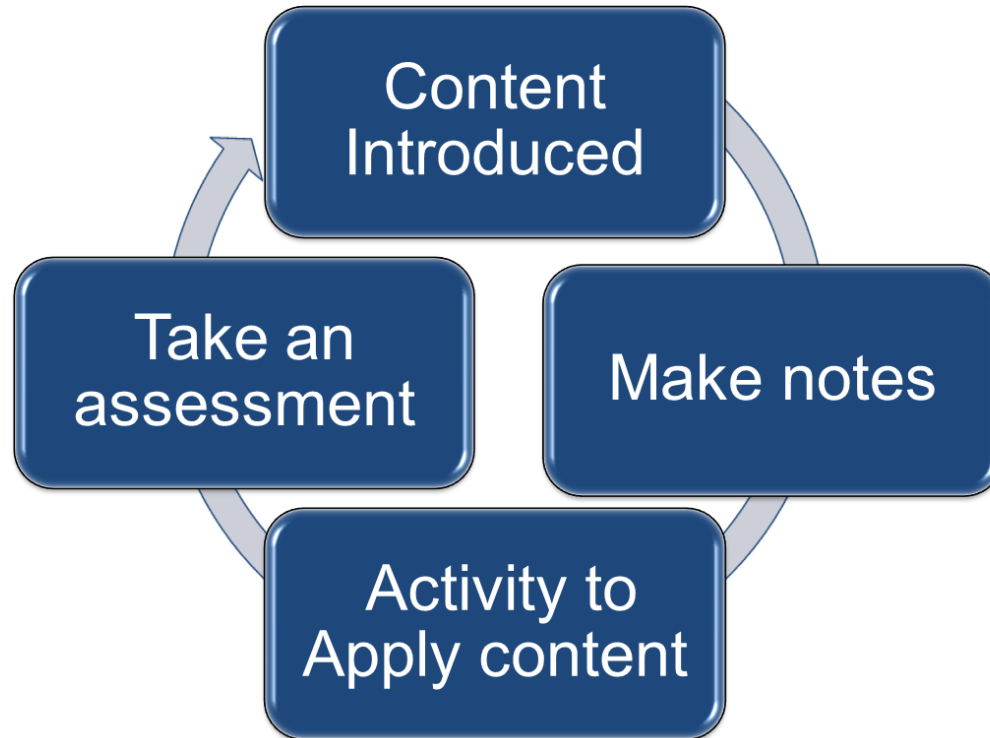 Content
Introduced
Make notes
Activity to
Apply content
Take an
assessment